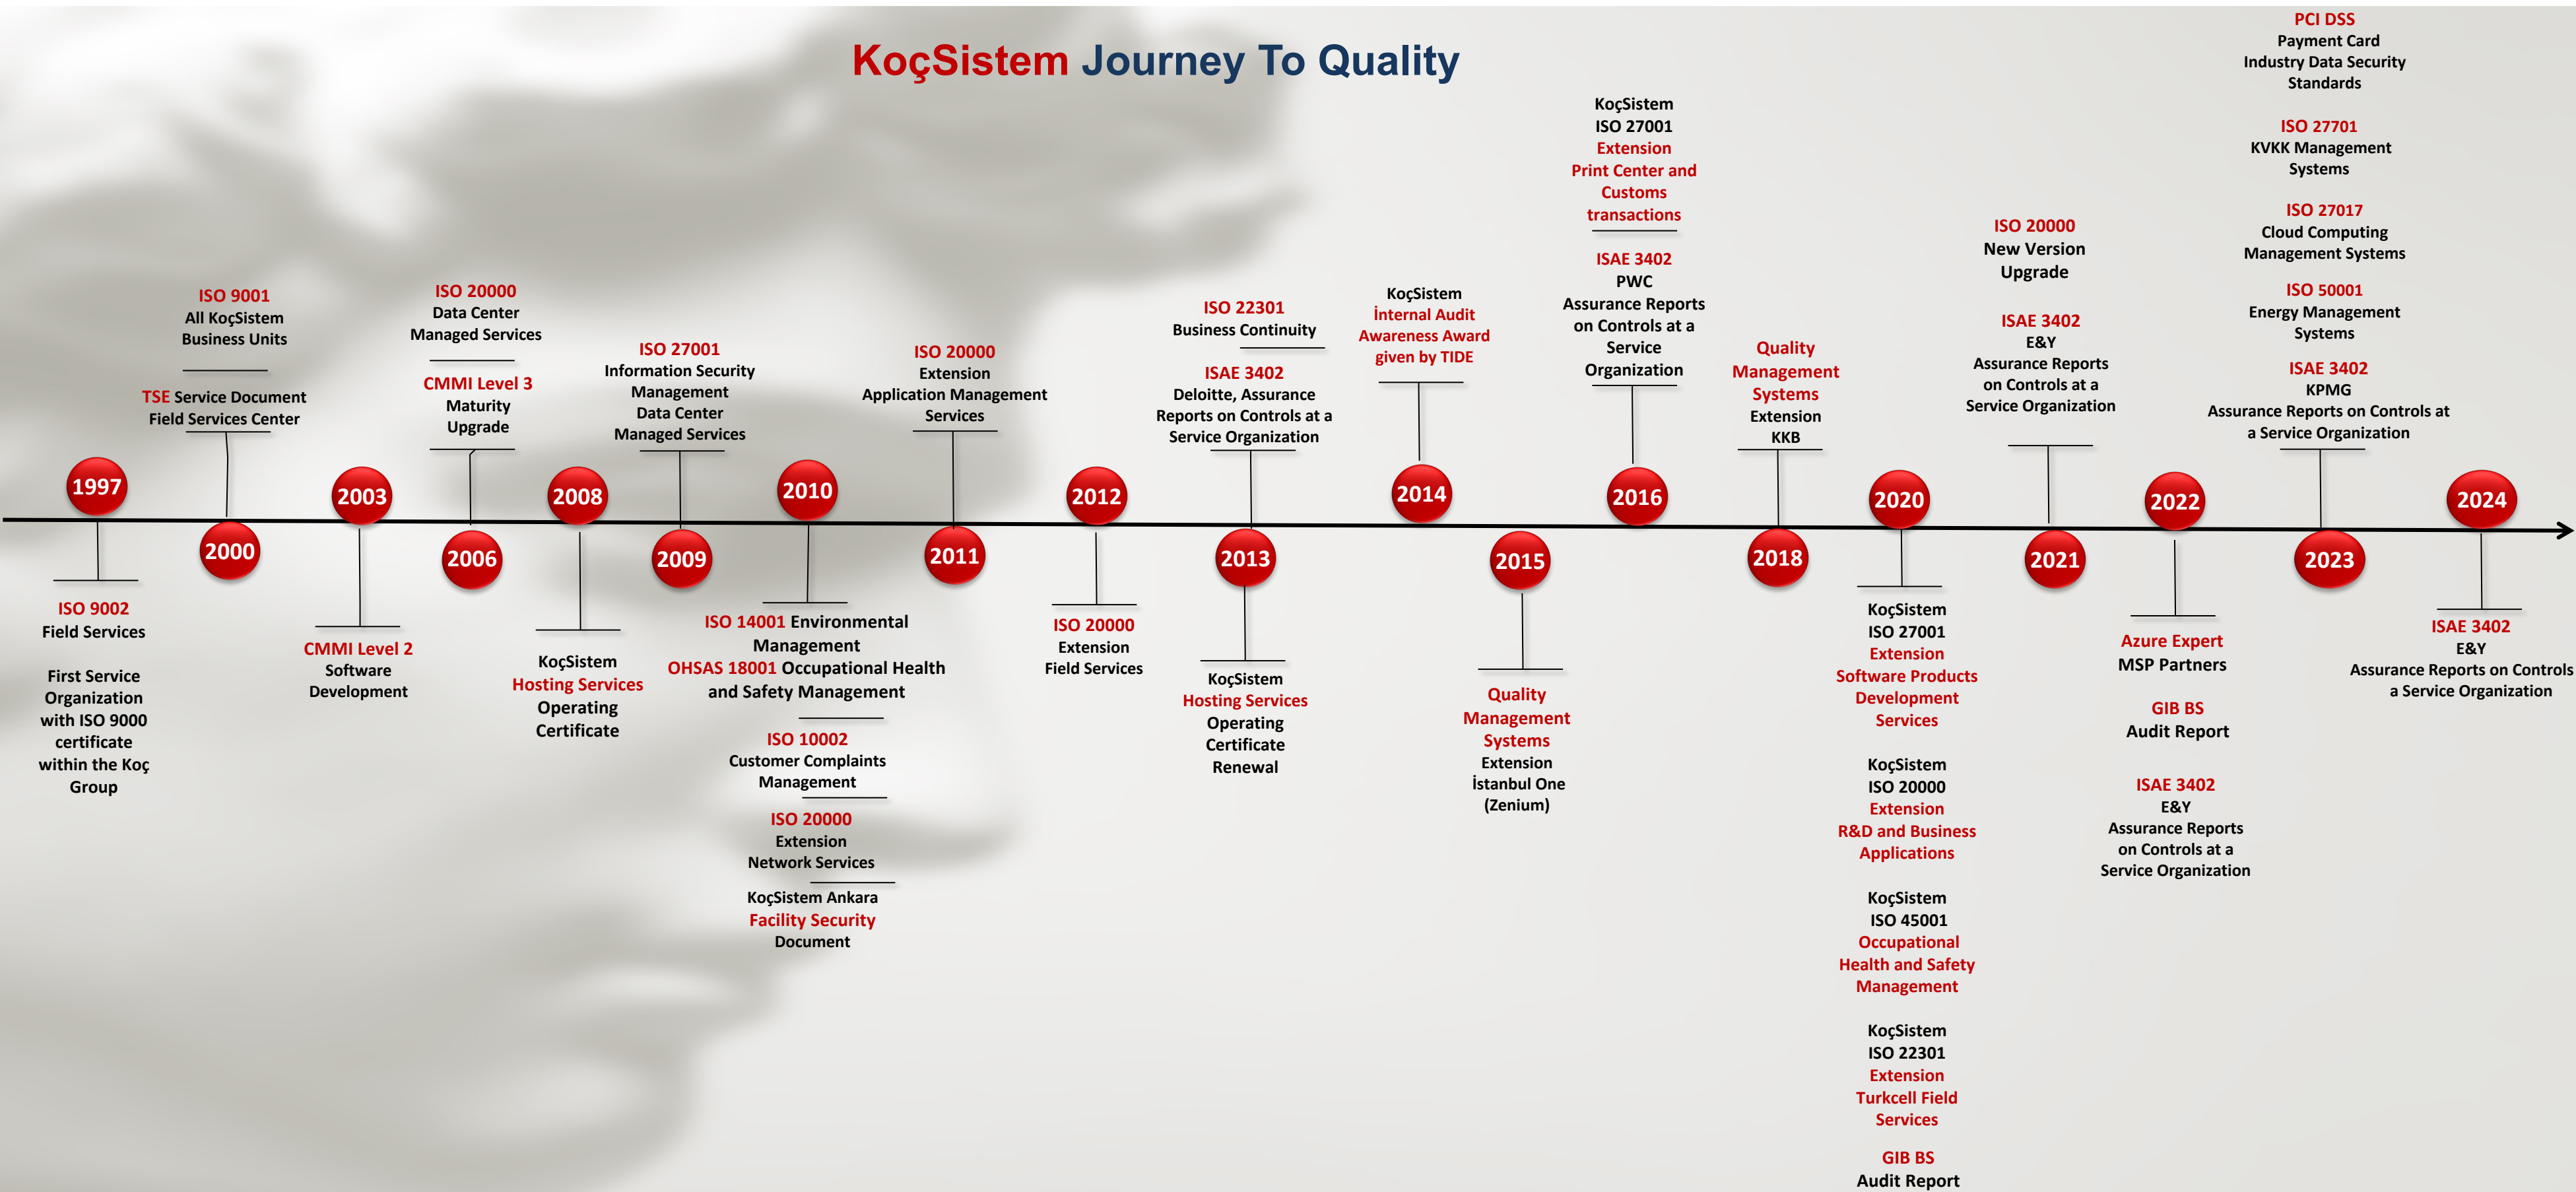 KoçSistem Journey To Quality
1997
ISO 9002
Field Services
First Service
Organization
with ISO 9000
certificate
within the Koç
Group
ISO 9001
All KoçSistem
Business Units
TSE Service Document
Field Services Center
2000
2003
CMMI Level 2
Software
Development
ISO 20000
Data Center
Managed Services
CMMI Level 3
Maturity
Upgrade
2006
2008
KoçSistem
Hosting Services
Operating
Certificate
ISO 27001
Information Security
Management
Data Center
Managed Services
2009
2010
ISO 14001 Environmental
Management
OHSAS 18001 Occupational Health
and Safety Management
ISO 10002
Customer Complaints
Management
ISO 20000
Extension
Network Services
KoçSistem Ankara
Facility Security
Document
ISO 20000
Extension
Application Management
Services
2011
2012
ISO 20000
Extension
Field Services
ISO 22301
Business Continuity
ISAE 3402
Deloitte, Assurance
Reports on Controls at a
Service Organization
2013
KoçSistem
Hosting Services
Operating
Certificate
Renewal
KoçSistem
İnternal Audit
Awareness Award
given by TIDE
2014
2015
Quality
Management
Systems
Extension
İstanbul One
(Zenium)
KoçSistem
ISO 27001
Extension
Print Center and
Customs
transactions
ISAE 3402
PWC
Assurance Reports
on Controls at a
Service
Organization
2016
Quality
Management
Systems
Extension
KKB
2018
2020
KoçSistem
ISO 27001
Extension
Software Products
Development
Services
KoçSistem
ISO 20000
Extension
R&D and Business
Applications
KoçSistem
ISO 45001
Occupational
Health and Safety
Management
KoçSistem
ISO 22301
Extension
Turkcell Field
Services
GIB BS
Audit Report
ISO 20000
New Version
Upgrade
ISAE 3402
E&Y
Assurance Reports
on Controls at a
Service Organization
2021
2022
Azure Expert
MSP Partners
GIB BS
Audit Report
ISAE 3402
E&Y
Assurance Reports
on Controls at a
Service Organization
PCI DSS
Payment Card
Industry Data Security
Standards
ISO 27701
KVKK Management
Systems
ISO 27017
Cloud Computing
Management Systems
ISO 50001
Energy Management
Systems
ISAE 3402
KPMG
Assurance Reports on Controls at
a Service Organization
2023
2024
ISAE 3402
E&Y
Assurance Reports on Controls
a Service Organization